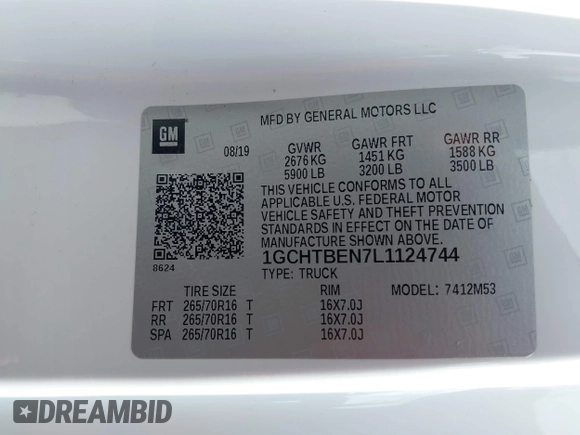 MFD BY GENERAL MOTORS LLC
GM
08/19
GVWR GAWR FRT GAWR RR
2676 KG 1451 KG 1588 KG
5900 LB 3200 LB 3500 LB
THIS VEHICLE CONFORMS TO ALL
APPLICABLE U.S. FEDERAL MOTOR
VEHICLE SAFETY AND THEFT PREVENTION
STANDARDS IN EFFECT ON THE DATE OF
MANUFACTURE SHOWN ABOVE.
8624
1GCHTBEN7L1124744
TYPE: TRUCK
TIRE SIZE RIM MODEL: 7412M53
FRT 265/70R16 T 16X7.0J
RR 265/70R16 T 16X7.0J
SPA 265/70R16 T 16X7.0J
DREAMBID